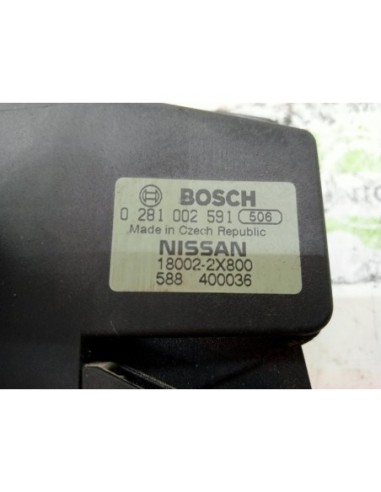 BOSCH
0 281 002 591 506
Made in Czech Republic
NISSAN
18002-2X800
588 400036